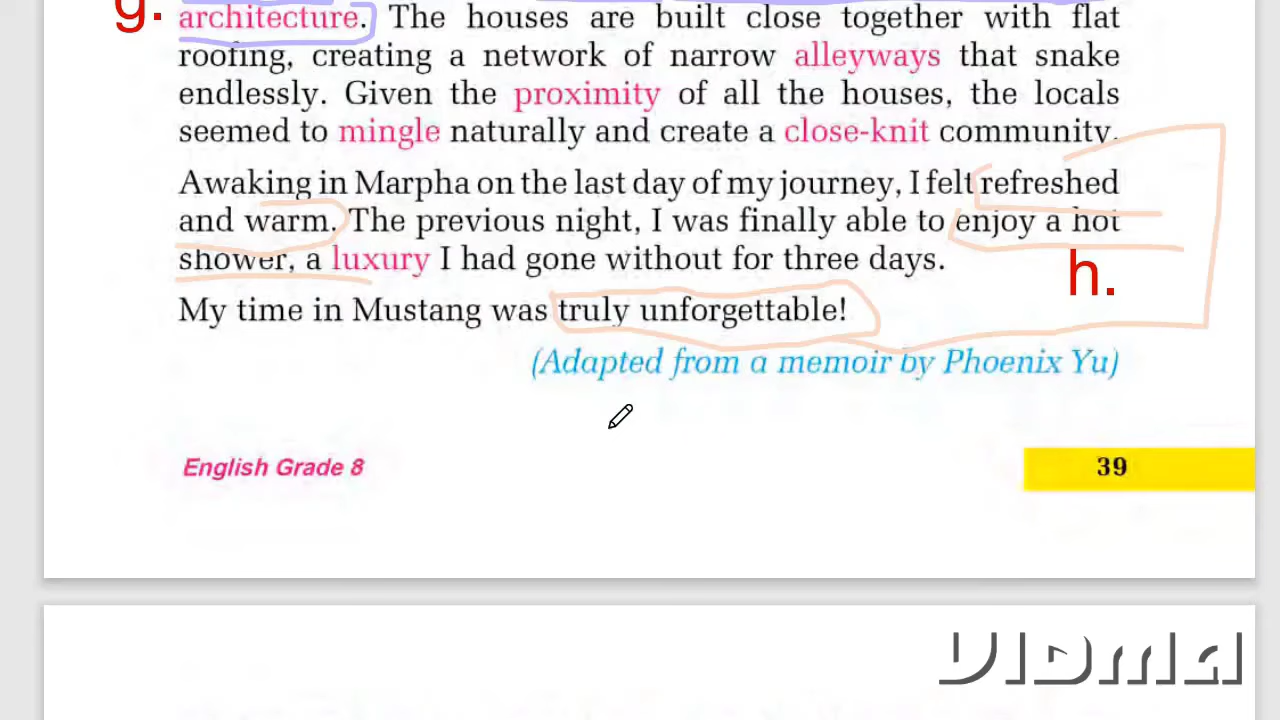 g.
architecture. The houses are built close together with flat
roofing, creating a network of narrow alleyways that snake
endlessly. Given the proximity of all the houses, the locals
seemed to mingle naturally and create a close-knit community.
Awaking in Marpha on the last day of my journey, I felt refreshed
and warm. The previous night, I was finally able to enjoy a hot
shower, a luxury I had gone without for three days.
h.
My time in Mustang was truly unforgettable!
(Adapted from a memoir by Phoenix Yu)
English Grade 8
39